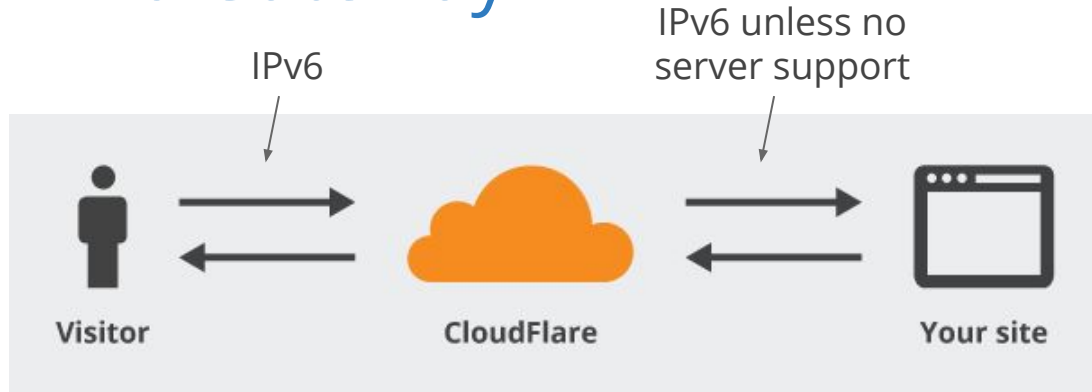 IPv6
IPv6 unless no
server support
Visitor
CloudFlare
Your site